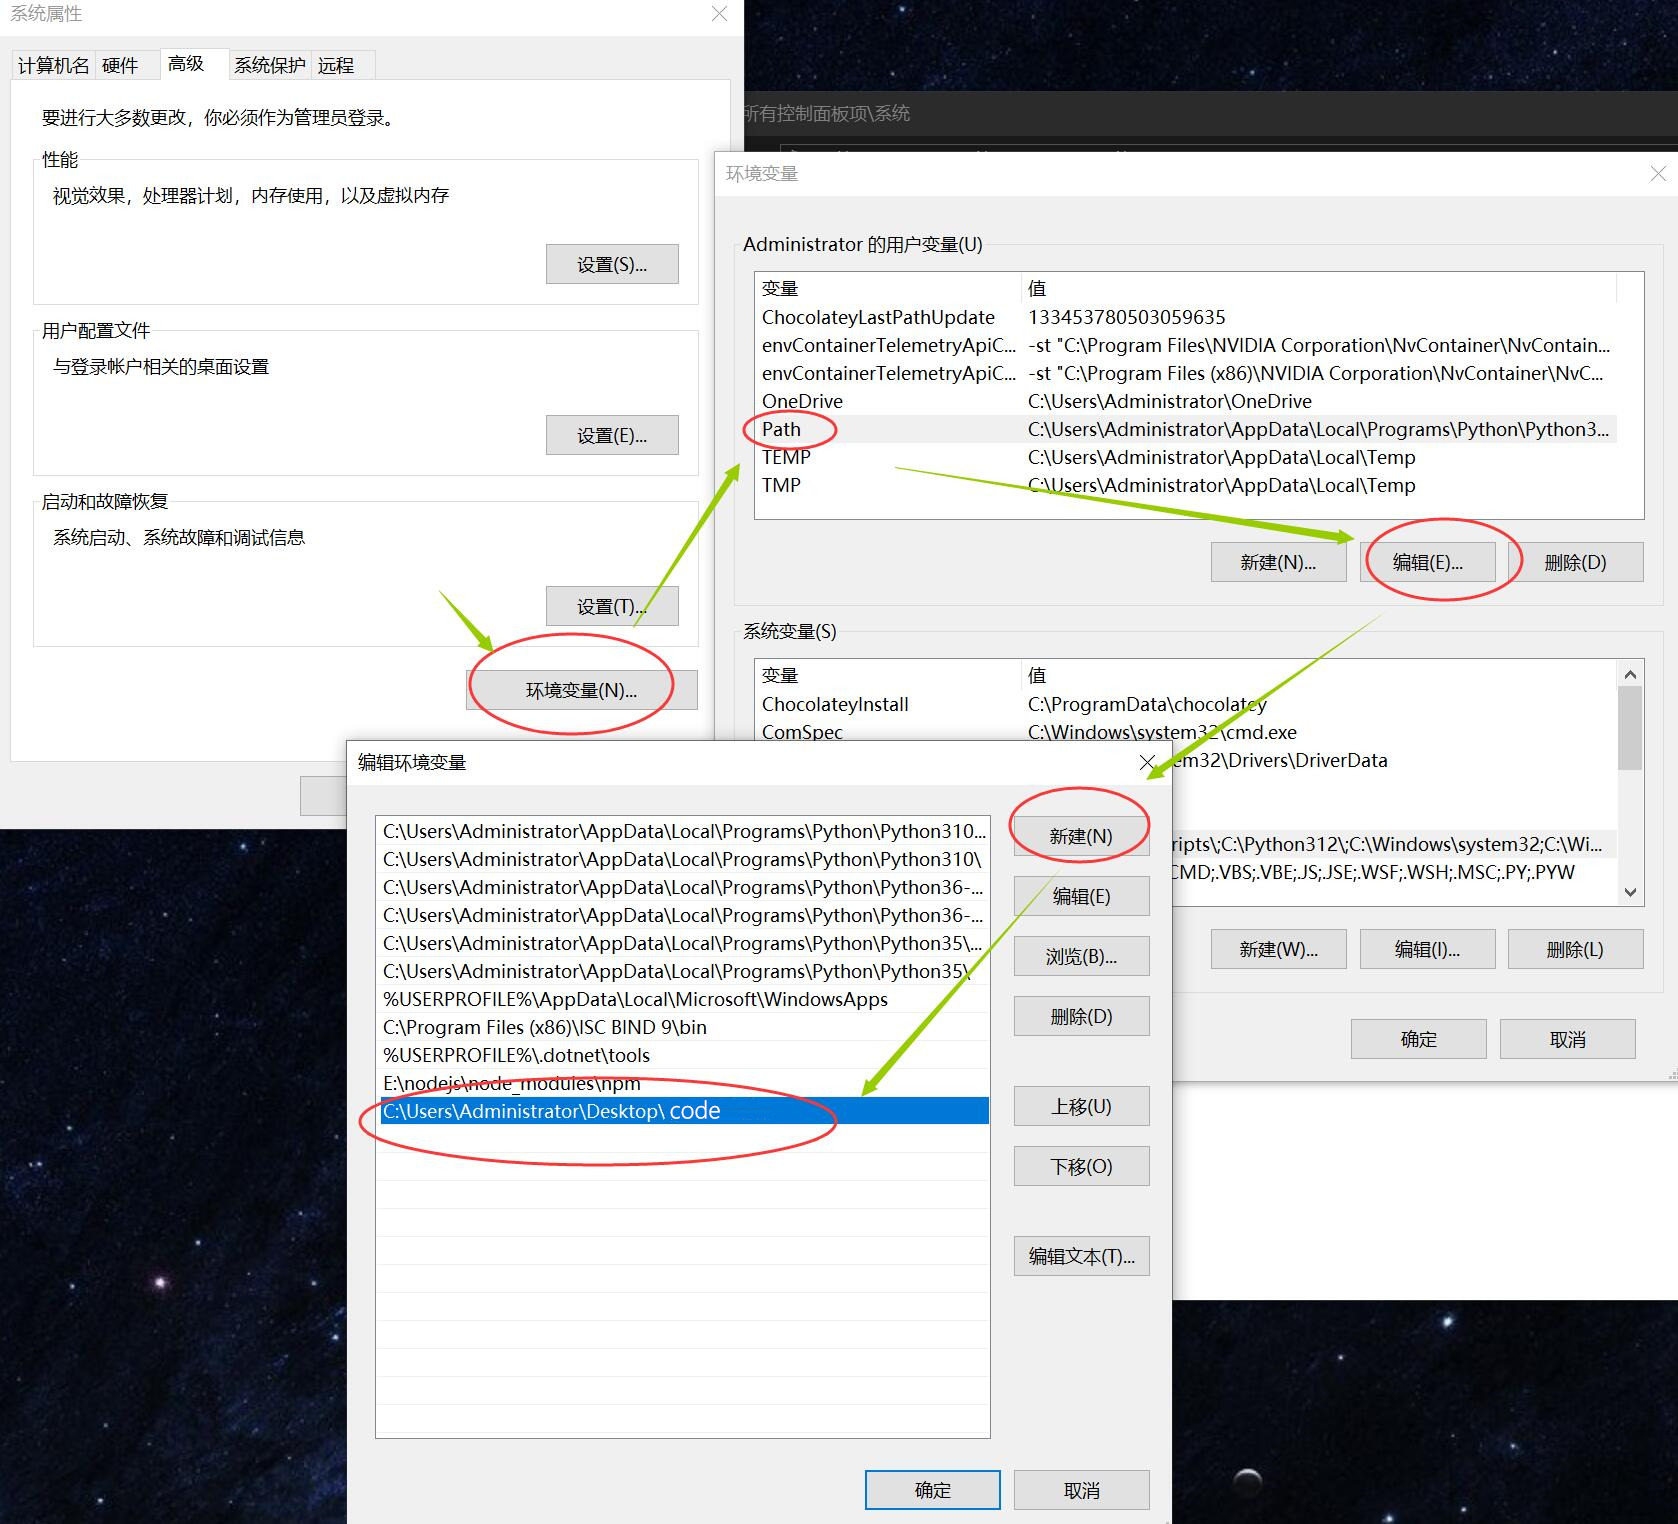 系统属性
计算机名 硬件 高级 系统保护 远程
要进行大多数更改，你必须作为管理员登录。
性能
视觉效果，处理器计划，内存使用，以及虚拟内存
设置(S)...
用户配置文件
与登录帐户相关的桌面设置
设置(E)...
启动和故障恢复
系统启动、系统故障和调试信息
设置(T)...
环境变量(N)...
所有控制面板项\系统
环境变量
Administrator 的用户变量(U)
变量 值
ChocolateyLastPathUpdate 133453780503059635
envContainerTelemetryApiC... -st "C:\Program Files\NVIDIA Corporation\NvContainer\NvContain...
envContainerTelemetryApiC... -st "C:\Program Files (x86)\NVIDIA Corporation\NvContainer\NvC...
OneDrive C:\Users\Administrator\OneDrive
Path C:\Users\Administrator\AppData\Local\Programs\Python\Python3...
TEMP C:\Users\Administrator\AppData\Local\Temp
TMP C:\Users\Administrator\AppData\Local\Temp
新建(N)... 编辑(E)... 删除(D)
系统变量(S)
变量 值
ChocolateyInstall C:\ProgramData\chocolatey
ComSpec C:\Windows\system32\cmd.exe
em32\Drivers\DriverData
ripts\;C:\Python312\;C:\Windows\system32;C:\Wi...
CMD;.VBS;.VBE;.JS;.JSE;.WSF;.WSH;.MSC;.PY;.PYW
新建(W)... 编辑(I)... 删除(L)
确定 取消
编辑环境变量
C:\Users\Administrator\AppData\Local\Programs\Python\Python310...
C:\Users\Administrator\AppData\Local\Programs\Python\Python310\
C:\Users\Administrator\AppData\Local\Programs\Python\Python36-...
C:\Users\Administrator\AppData\Local\Programs\Python\Python36-...
C:\Users\Administrator\AppData\Local\Programs\Python\Python35\...
C:\Users\Administrator\AppData\Local\Programs\Python\Python35\
%USERPROFILE%\AppData\Local\Microsoft\WindowsApps
C:\Program Files (x86)\ISC BIND 9\bin
%USERPROFILE%\.dotnet\tools
E:\nodejs\node_modules\npm
C:\Users\Administrator\Desktop\ code
新建(N)
编辑(E)
浏览(B)...
删除(D)
上移(U)
下移(O)
编辑文本(T)...
确定 取消